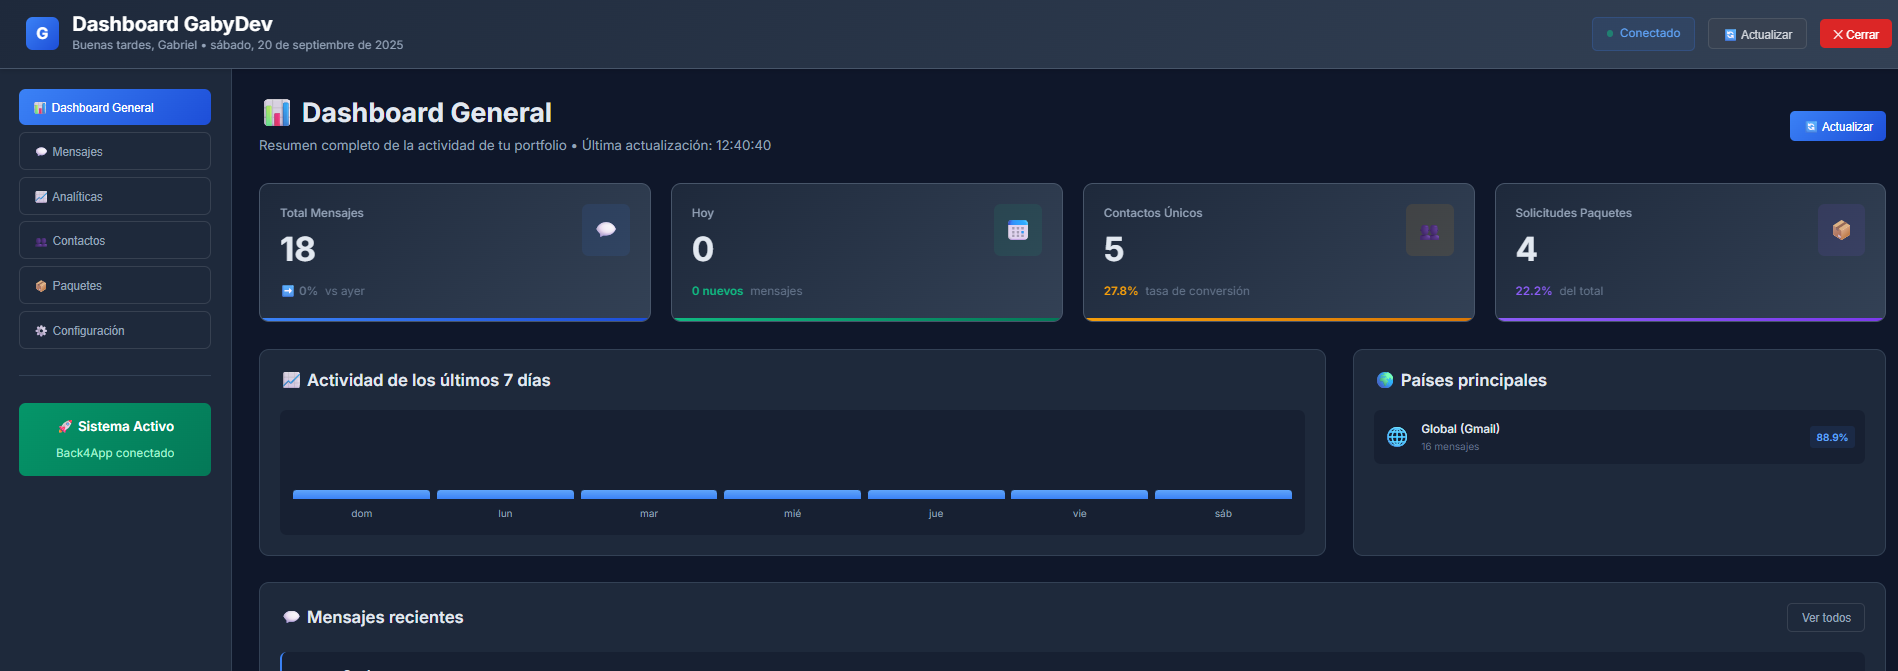 G
Dashboard GabyDev
Buenas tardes, Gabriel • sábado, 20 de septiembre de 2025
Conectado
Actualizar
Cerrar
Dashboard General
Mensajes
Analíticas
Contactos
Paquetes
Configuración
Sistema Activo
Back4App conectado
Dashboard General
Resumen completo de la actividad de tu portfolio • Última actualización: 12:40:40
Actualizar
Total Mensajes
18
0% vs ayer
Hoy
0
0 nuevos mensajes
Contactos Únicos
5
27.8% tasa de conversión
Solicitudes Paquetes
4
22.2% del total
Actividad de los últimos 7 días
dom lun mar mié jue vie sáb
Países principales
Global (Gmail)
16 mensajes
88.9%
Mensajes recientes
Ver todos